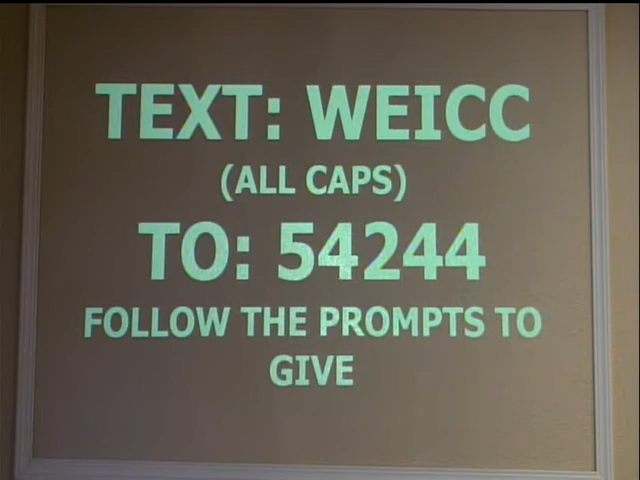 TEXT: WEICC
(ALL CAPS)
TO: 54244
FOLLOW THE PROMPTS TO
GIVE